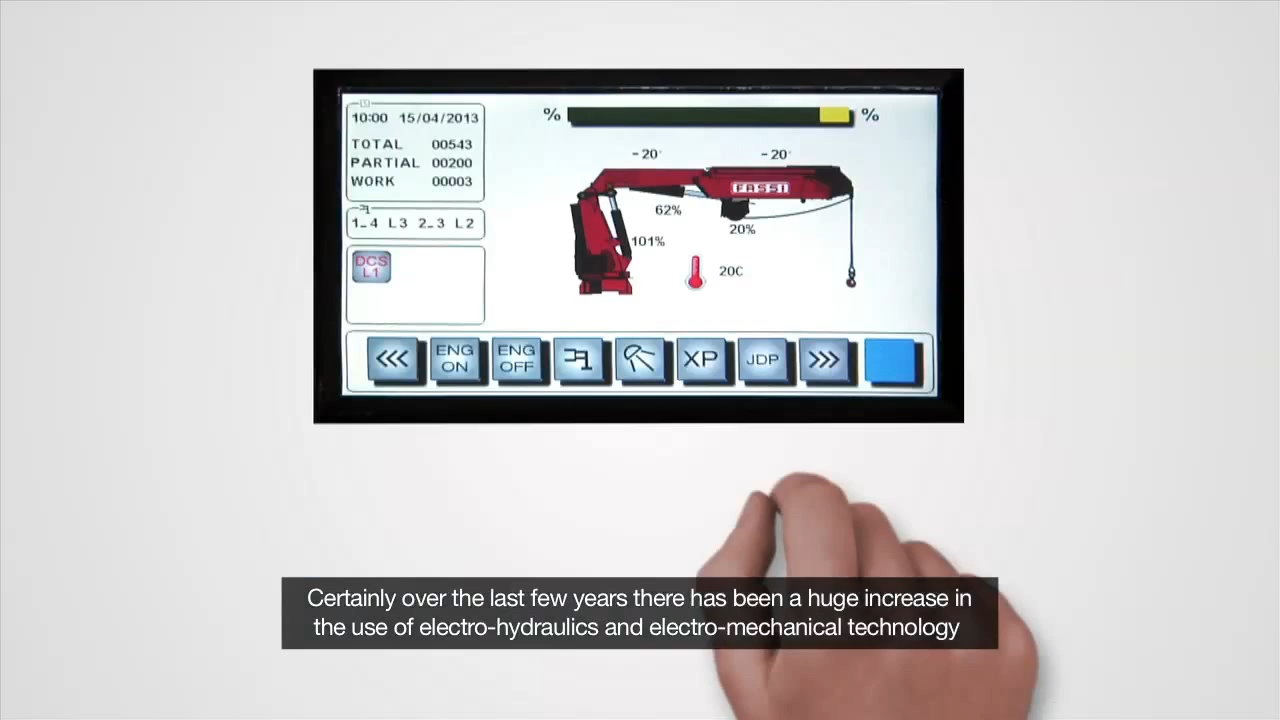 10:00 15/04/2013
TOTAL 00543
PARTIAL 00200
WORK 00003
1_4 L3 2_3 L2
DCS
L1
% %
-20° -20°
FASSI
62%
20%
101%
20C
<<<
ENG
ON
ENG
OFF
XP
JDP
>>>
Certainly over the last few years there has been a huge increase in
the use of electro-hydraulics and electro-mechanical technology